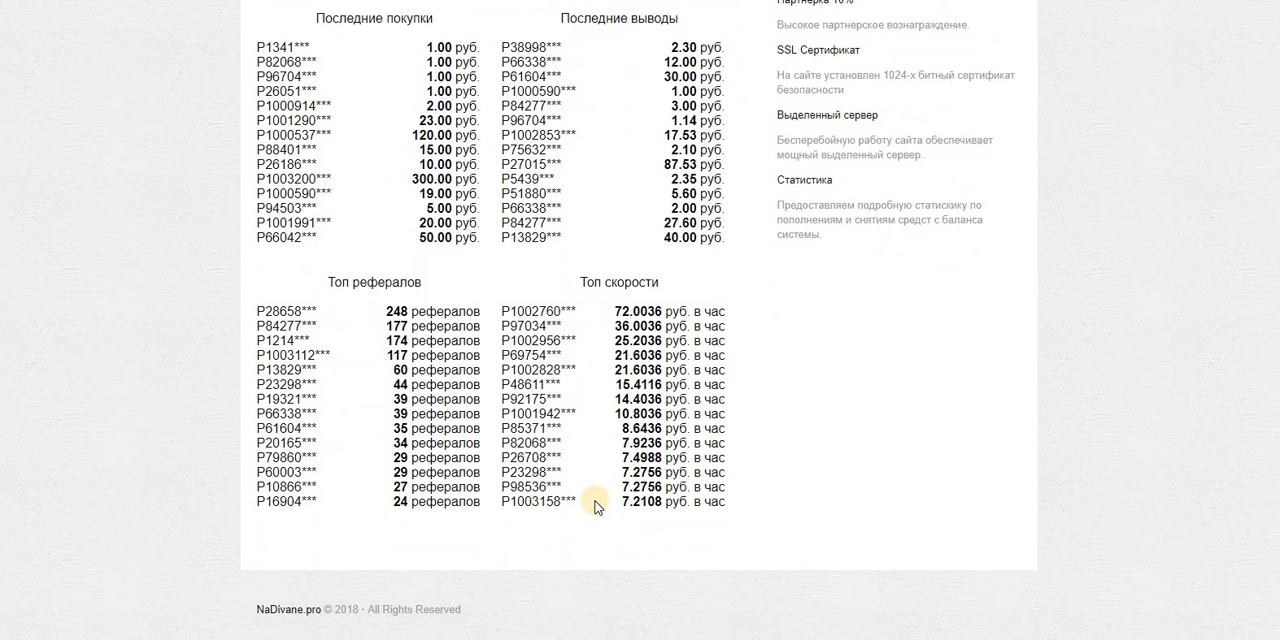 Последние покупки
P1341*** 1.00 руб.
P82068*** 1.00 руб.
P96704*** 1.00 руб.
P26051*** 1.00 руб.
P1000914*** 2.00 руб.
P1001290*** 23.00 руб.
P1000537*** 120.00 руб.
P88401*** 15.00 руб.
P26186*** 10.00 руб.
P1003200*** 300.00 руб.
P1000590*** 19.00 руб.
P94503*** 5.00 руб.
P1001991*** 20.00 руб.
P66042*** 50.00 руб.
Последние выводы
P38998*** 2.30 руб.
P66338*** 12.00 руб.
P61604*** 30.00 руб.
P1000590*** 1.00 руб.
P84277*** 3.00 руб.
P96704*** 1.14 руб.
P1002853*** 17.53 руб.
P75632*** 2.10 руб.
P27015*** 87.53 руб.
P5439*** 2.35 руб.
P51880*** 5.60 руб.
P66338*** 2.00 руб.
P84277*** 27.60 руб.
P13829*** 40.00 руб.
Топ рефералов
P28658*** 248 рефералов
P84277*** 177 рефералов
P1214*** 174 рефералов
P1003112*** 117 рефералов
P13829*** 60 рефералов
P23298*** 44 рефералов
P19321*** 39 рефералов
P66338*** 39 рефералов
P61604*** 35 рефералов
P20165*** 34 рефералов
P79860*** 29 рефералов
P60003*** 29 рефералов
P10866*** 27 рефералов
P16904*** 24 рефералов
Топ скорости
P1002760*** 72.0036 руб. в час
P97034*** 36.0036 руб. в час
P1002956*** 25.2036 руб. в час
P69754*** 21.6036 руб. в час
P1002828*** 21.6036 руб. в час
P48611*** 15.4116 руб. в час
P92175*** 14.4036 руб. в час
P1001942*** 10.8036 руб. в час
P85371*** 8.6436 руб. в час
P82068*** 7.9236 руб. в час
P26708*** 7.4988 руб. в час
P23298*** 7.2756 руб. в час
P98536*** 7.2756 руб. в час
P1003158*** 7.2108 руб. в час
Партнерка 10%
Высокое партнерское вознаграждение.
SSL Сертификат
На сайте установлен 1024-х битный сертификат
безопасности
Выделенный сервер
Бесперебойную работу сайта обеспечивает
мощный выделенный сервер..
Статистика
Предоставляем подробную статискику по
пополнениям и снятиям средст с баланса
системы.
NaDivane.pro © 2018 · All Rights Reserved